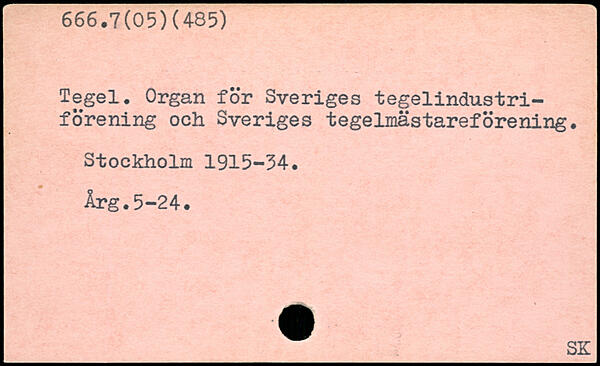 666.7(05)(485)
Tegel. Organ för Sveriges tegelindustri-
förening och Sveriges tegelmästareförening.
Stockholm 1915-34.
Årg.5-24.
SK